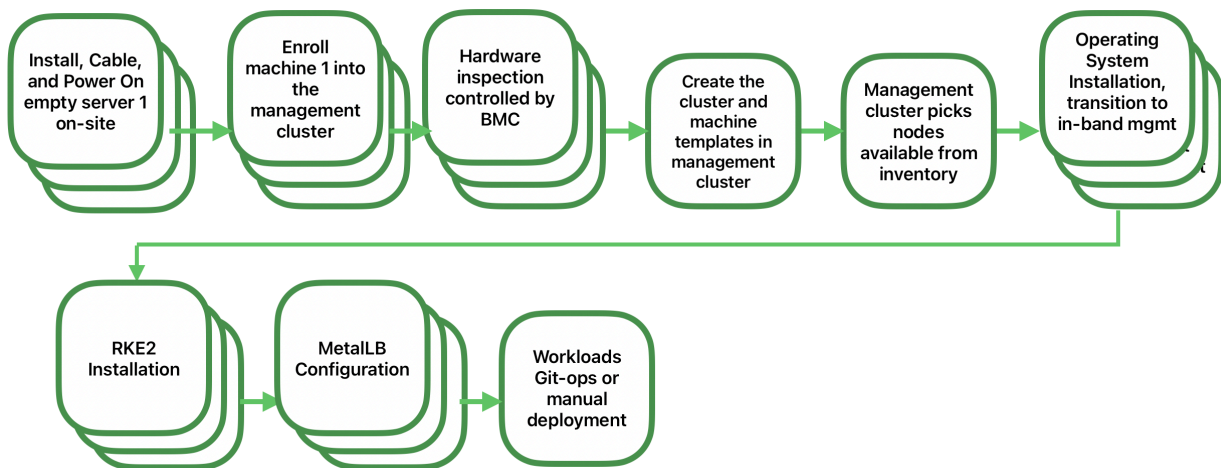 Install, Cable,
and Power On
empty server 1
on-site
Enroll
machine 1 into
the
management
cluster
Hardware
inspection
controlled by
BMC
Create the
cluster and
machine
templates in
management
cluster
Management
cluster picks
nodes
available from
inventory
Operating
System
Installation,
transition to
in-band mgmt
RKE2
Installation
MetalLB
Configuration
Workloads
Git-ops or
manual
deployment